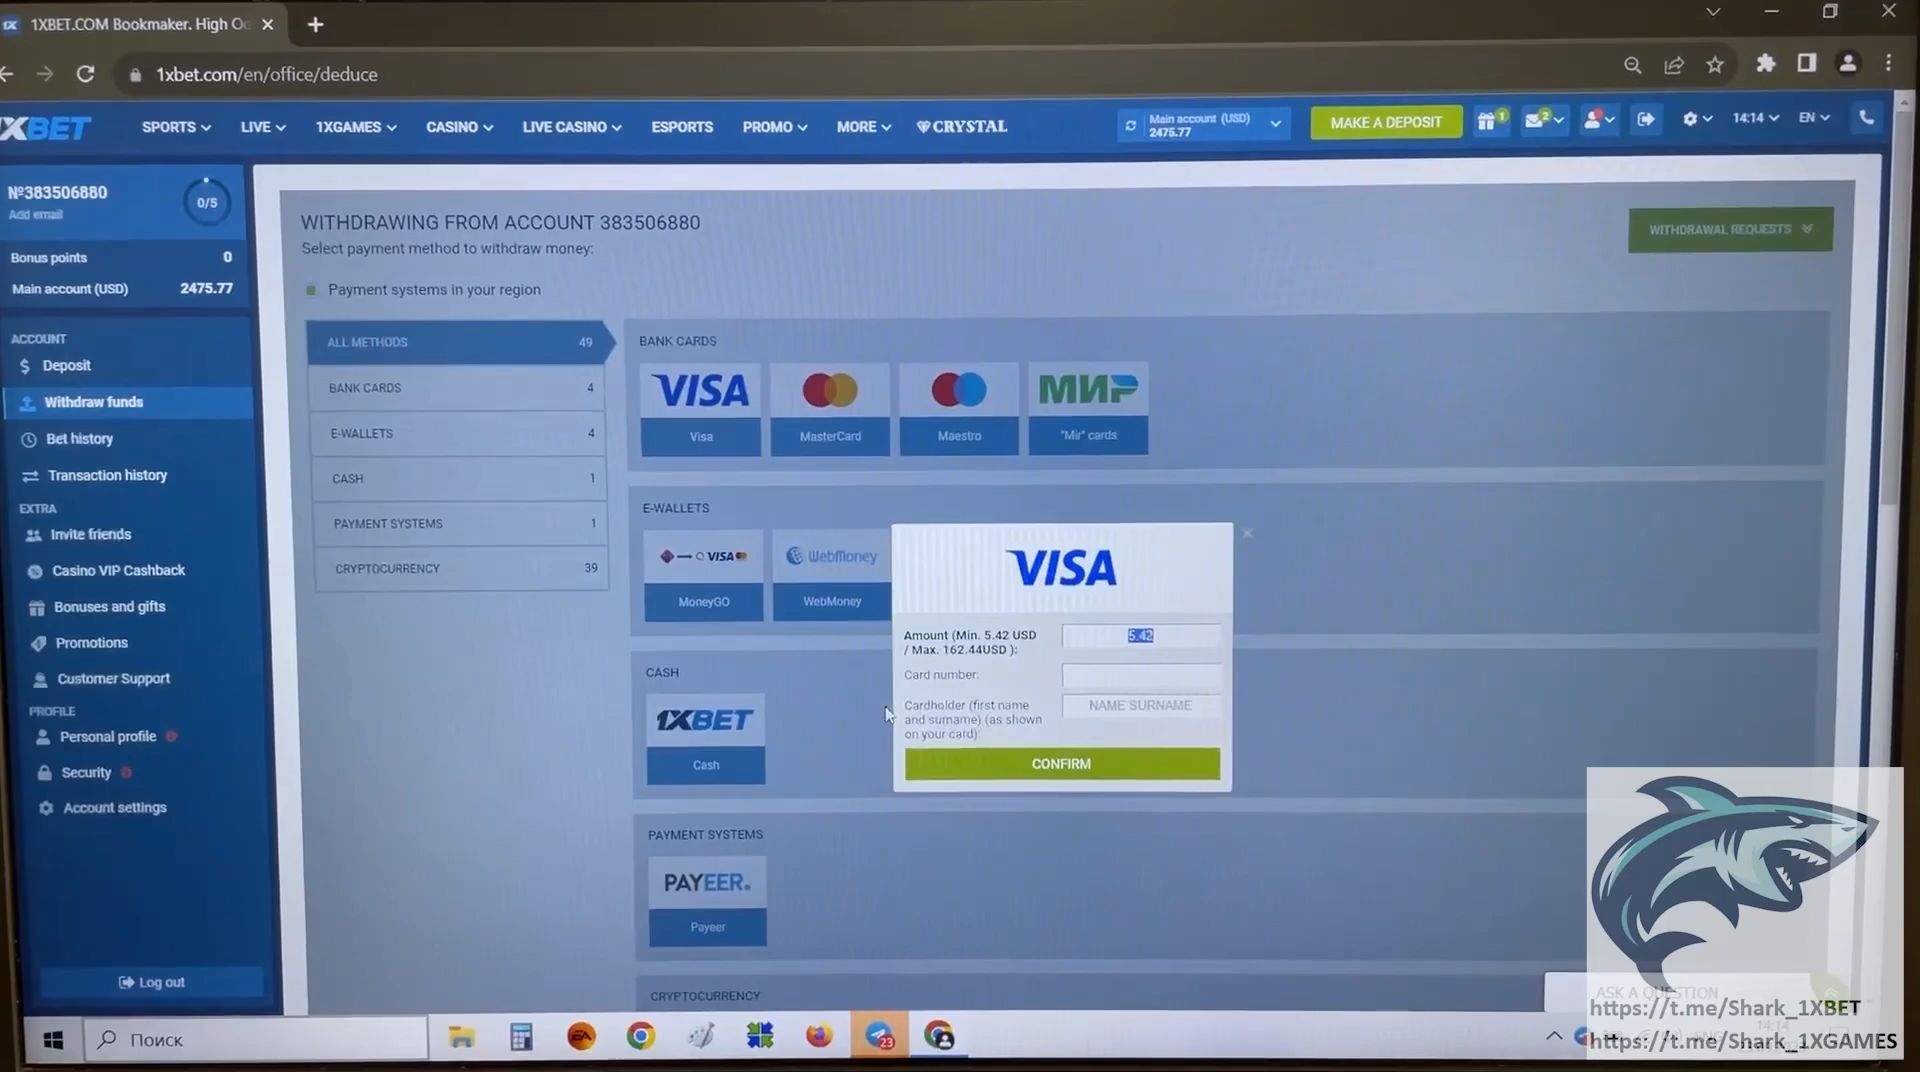 1XBET.COM Bookmaker. High Od
1xbet.com/en/office/deduce
1XBET
SPORTS
LIVE
1XGAMES
CASINO
LIVE CASINO
ESPORTS
PROMO
MORE
CRYSTAL
Main account (USD)
2475.77
MAKE A DEPOSIT
1
2
14:14
EN
№383506880
Add email
0/5
Bonus points 0
Main account (USD) 2475.77
ACCOUNT
Deposit
Withdraw funds
Bet history
Transaction history
EXTRA
Invite friends
Casino VIP Cashback
Bonuses and gifts
Promotions
Customer Support
PROFILE
Personal profile
Security
Account settings
Log out
WITHDRAWING FROM ACCOUNT 383506880
Select payment method to withdraw money:
WITHDRAWAL REQUESTS
Payment systems in your region
ALL METHODS 49
BANK CARDS 4
E-WALLETS 4
CASH 1
PAYMENT SYSTEMS 1
CRYPTOCURRENCY 39
BANK CARDS
VISA
МИР
Visa
MasterCard
Maestro
"Mir" cards
E-WALLETS
VISA
WebMoney
MoneyGO
WebMoney
CASH
1XBET
Cash
PAYMENT SYSTEMS
PAYEER.
Payeer
CRYPTOCURRENCY
VISA
Amount (Min. 5.42 USD
/ Max. 162.44USD ):
5.42
Card number:
Cardholder (first name
and surname) (as shown
on your card):
NAME SURNAME
CONFIRM
ASK A QUESTION
https://t.me/Shark_1XBET
https://t.me/Shark_1XGAMES
Поиск
23
14:14